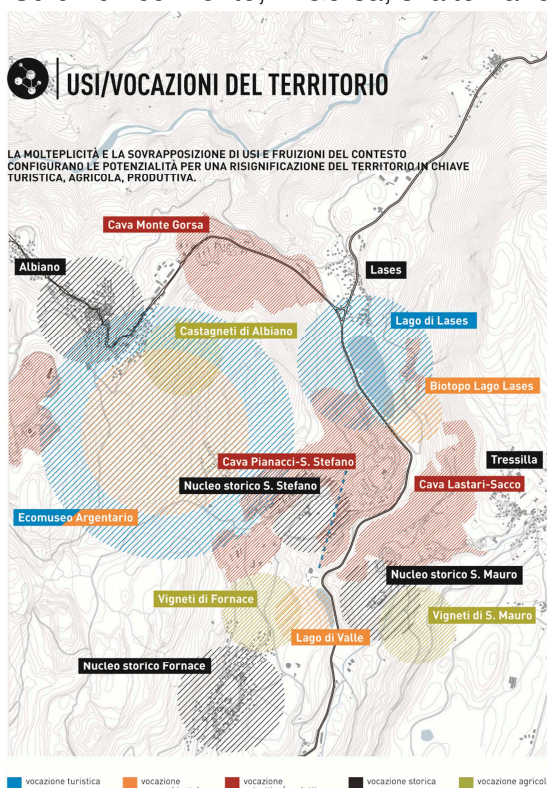 USI/VOCAZIONI DEL TERRITORIO
LA MOLTEPLICITÀ E LA SOVRAPPOSIZIONE DI USI E FRUIZIONI DEL CONTESTO
CONFIGURANO LE POTENZIALITÀ PER UNA RISIGNIFICAZIONE DEL TERRITORIO IN CHIAVE
TURISTICA, AGRICOLA, PRODUTTIVA.
Cava Monte Gorsa
Albiano
Lases
Lago di Lases
Castagneti di Albiano
Biotopo Lago Lases
Cava Pianacci-S. Stefano
Tressilla
Nucleo storico S. Stefano
Cava Lastari-Sacco
Ecomuseo Argentario
Nucleo storico S. Mauro
Vigneti di Fornace
Vigneti di S. Mauro
Lago di Valle
Nucleo storico Fornace
vocazione turistica
vocazione
vocazione
vocazione storica
vocazione